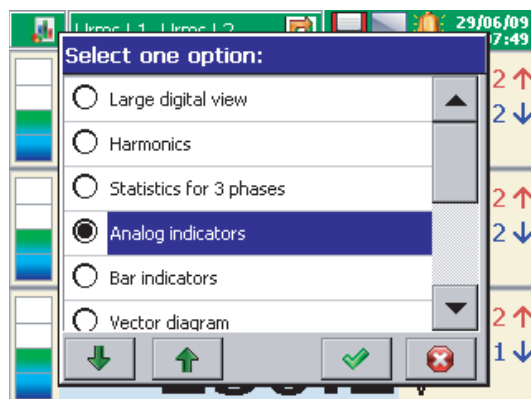 Urms L1, Urms L2
29/06/09
07:49
Select one option:
2
Large digital view
2
Harmonics
Statistics for 3 phases
2
Analog indicators
2
Bar indicators
2
Vector diagram
1
V